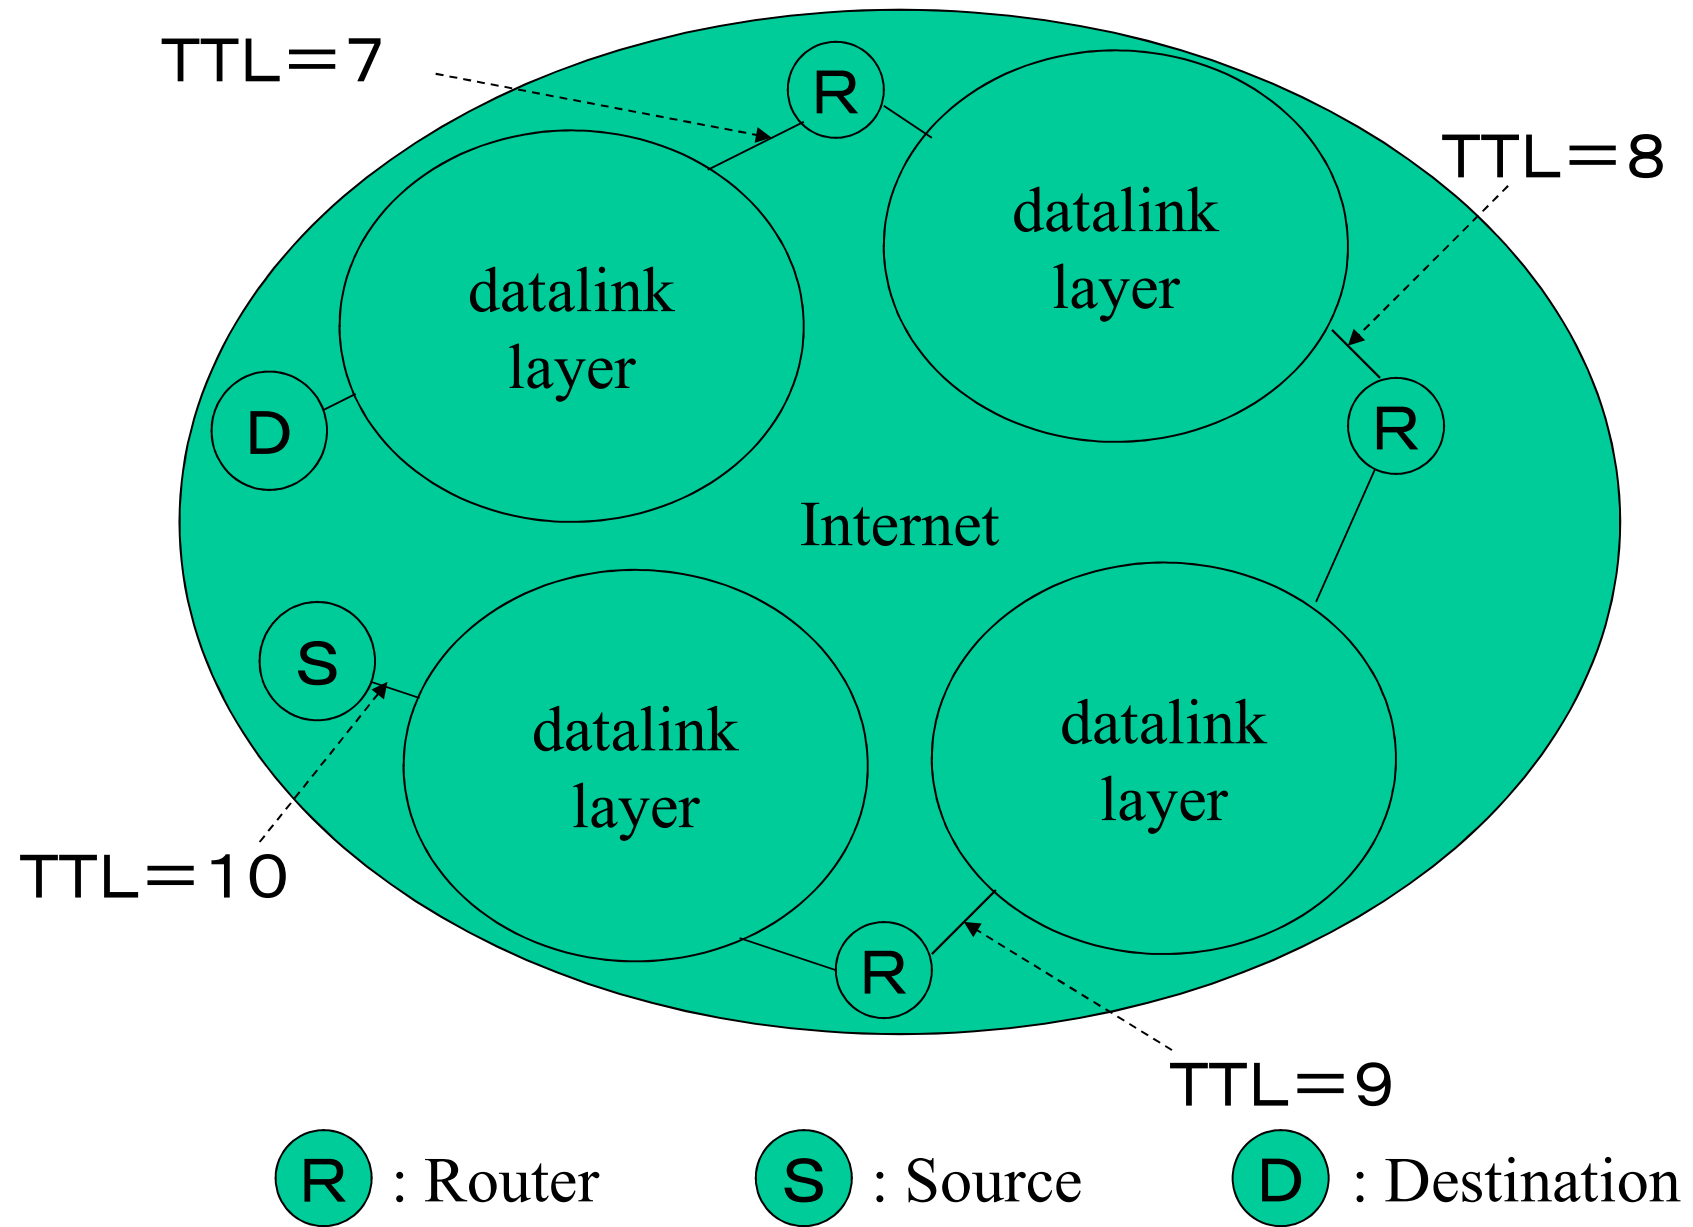 TTL=7
R
TTL=8
datalink
layer
datalink
layer
D
R
Internet
S
datalink
layer
datalink
layer
TTL=10
R
TTL=9
R : Router S : Source D : Destination